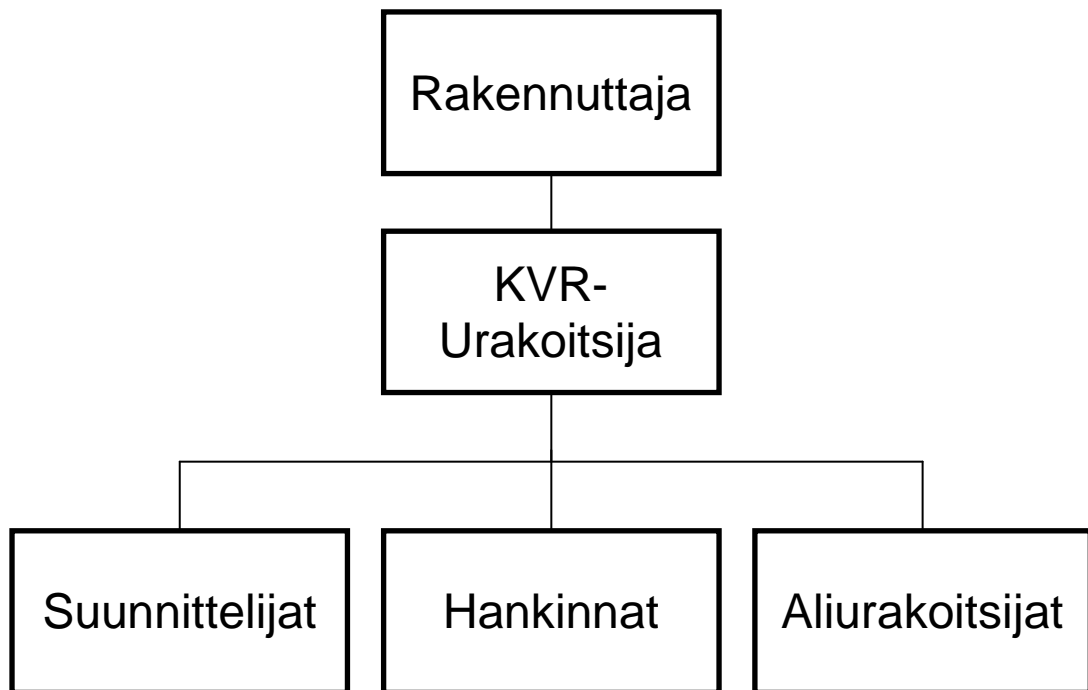 Rakennuttaja
KVR-
Urakoitsija
Suunnittelijat
Hankinnat
Aliurakoitsijat